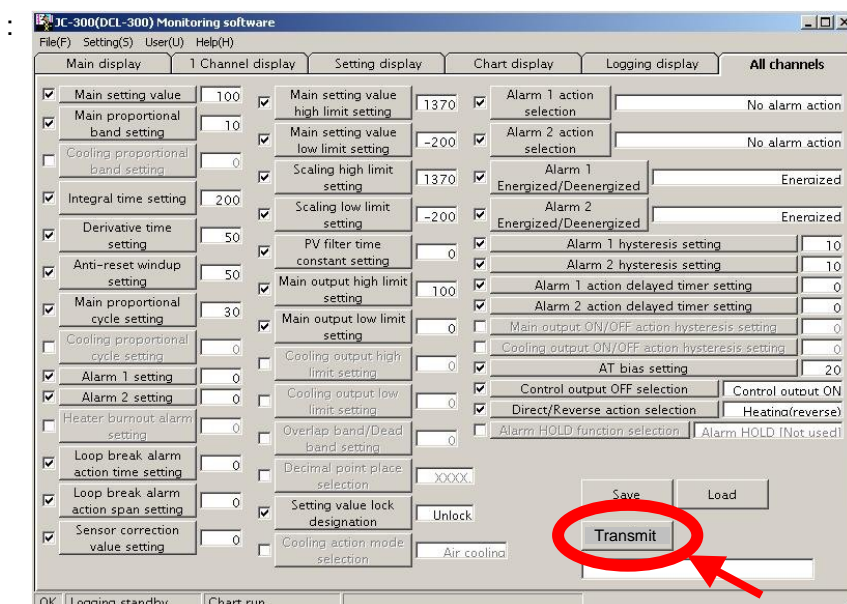 :
JC-300(DCL-300) Monitoring software
File(F) Setting(S) User(U) Help(H)
Main display 1 Channel display Setting display Chart display Logging display All channels
Main setting value 100
Main proportional
band setting 10
Cooling proportional
band setting 0
Integral time setting 200
Derivative time
setting 50
Anti-reset windup
setting 50
Main proportional
cycle setting 30
Cooling proportional
cycle setting 0
Alarm 1 setting 0
Alarm 2 setting 0
Heater burnout alarm
setting 0
Loop break alarm
action time setting 0
Loop break alarm
action span setting 0
Sensor correction
value setting 0
Main setting value
high limit setting 1370
Main setting value
low limit setting -200
Scaling high limit
setting 1370
Scaling low limit
setting -200
PV filter time
constant setting 0
Main output high limit
setting 100
Main output low limit
setting 0
Cooling output high
limit setting 0
Cooling output low
limit setting 0
Overlap band/Dead
band setting 0
Decimal point place
selection XXXX.
Setting value lock
designation Unlock
Cooling action mode
selection Air cooling
Alarm 1 action
selection No alarm action
Alarm 2 action
selection No alarm action
Alarm 1
Energized/Deenergized Energized
Alarm 2
Energized/Deenergized Energized
Alarm 1 hysteresis setting 10
Alarm 2 hysteresis setting 10
Alarm 1 action delayed timer setting 0
Alarm 2 action delayed timer setting 0
Main output ON/OFF action hysteresis setting 0
Cooling output ON/OFF action hysteresis setting 0
AT bias setting 20
Control output OFF selection Control output ON
Direct/Reverse action selection Heating(reverse)
Alarm HOLD function selection Alarm HOLD [Not used]
Save Load
Transmit
OK Logging standby Chart run